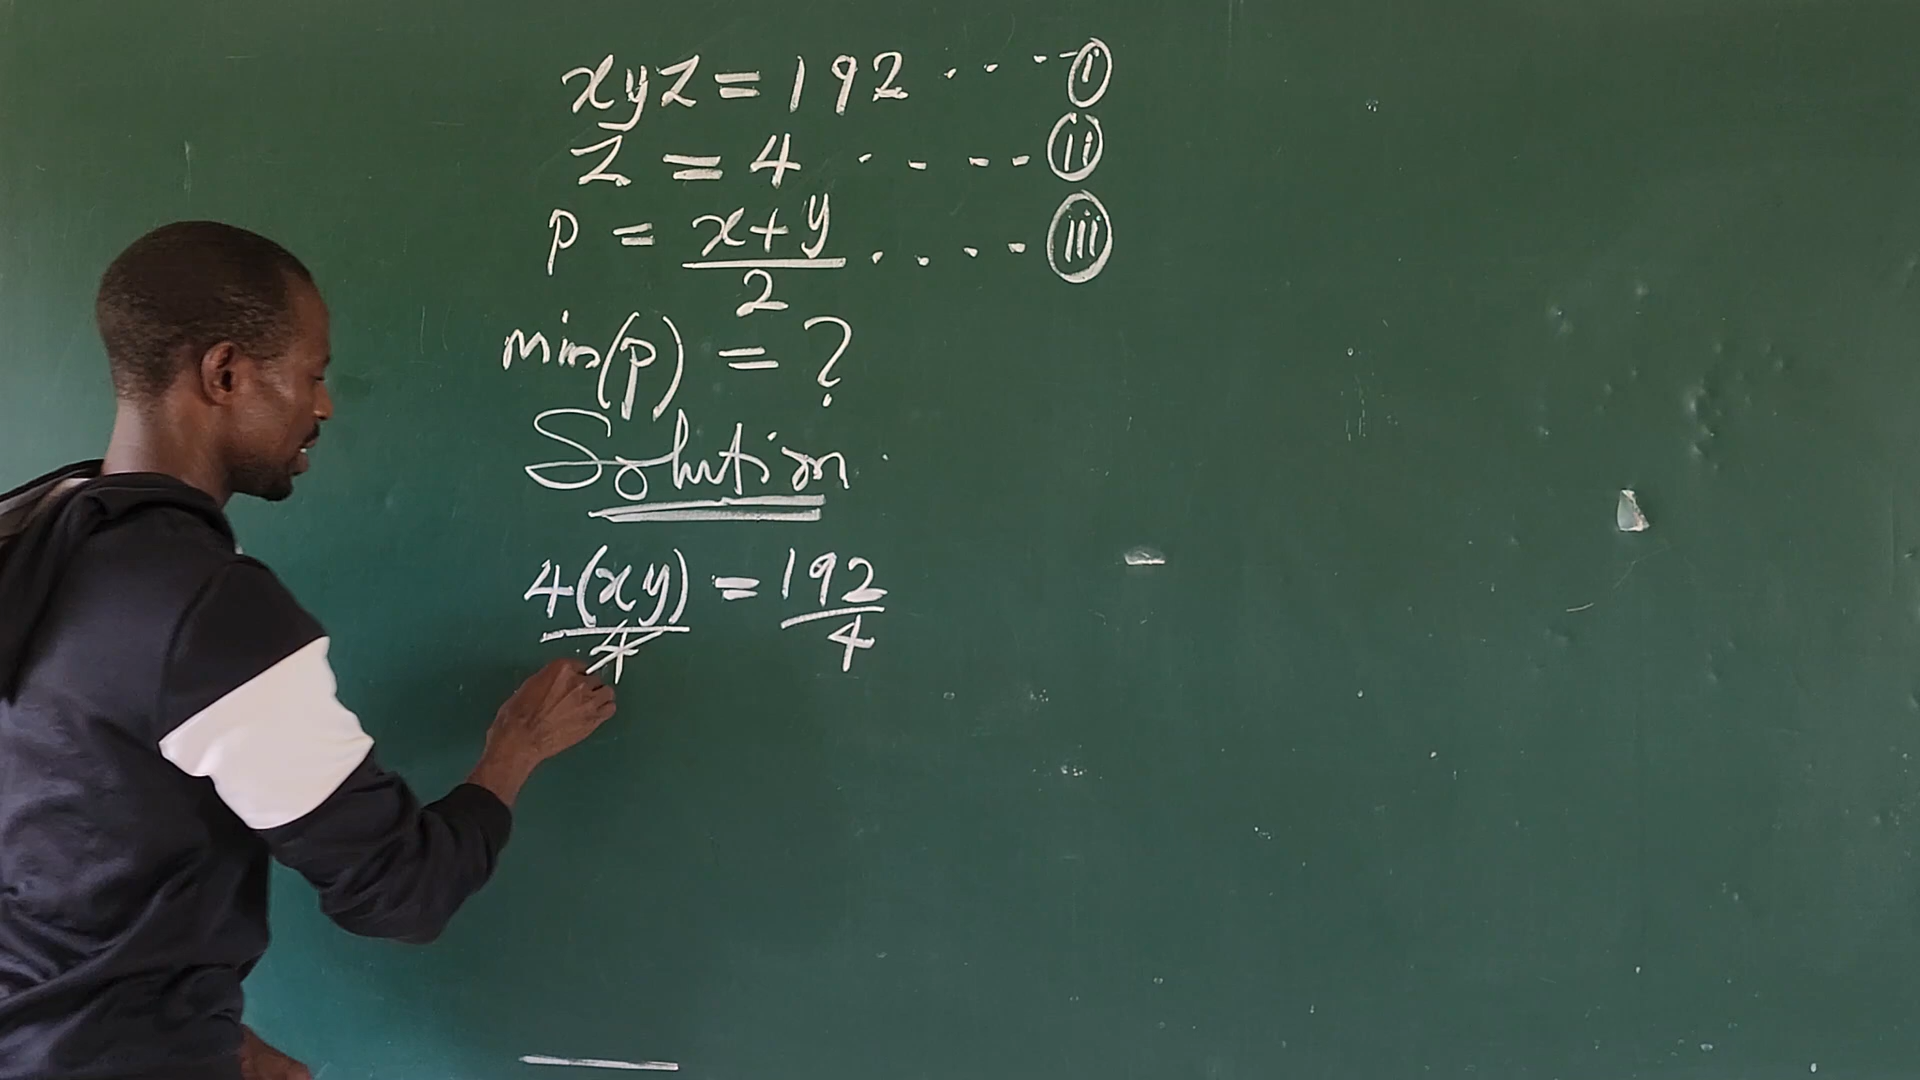 xyz = 192 . . . - - (i)
z = 4 . . - - - (ii)
p = x+y/2 . . . - - (iii)
min(p) = ?
Solution
4(xy)/4 = 192/4